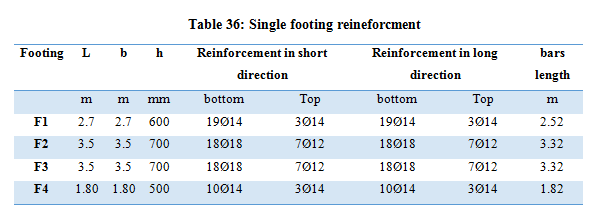 Table 36: Single footing reineforcment
Footing L b h Reinforcement in short direction Reinforcement in long direction bars length
m m mm bottom Top bottom Top m
F1 2.7 2.7 600 19Ø14 3Ø14 19Ø14 3Ø14 2.52
F2 3.5 3.5 700 18Ø18 7Ø12 18Ø18 7Ø12 3.32
F3 3.5 3.5 700 18Ø18 7Ø12 18Ø18 7Ø12 3.32
F4 1.80 1.80 500 10Ø14 3Ø14 10Ø14 3Ø14 1.82